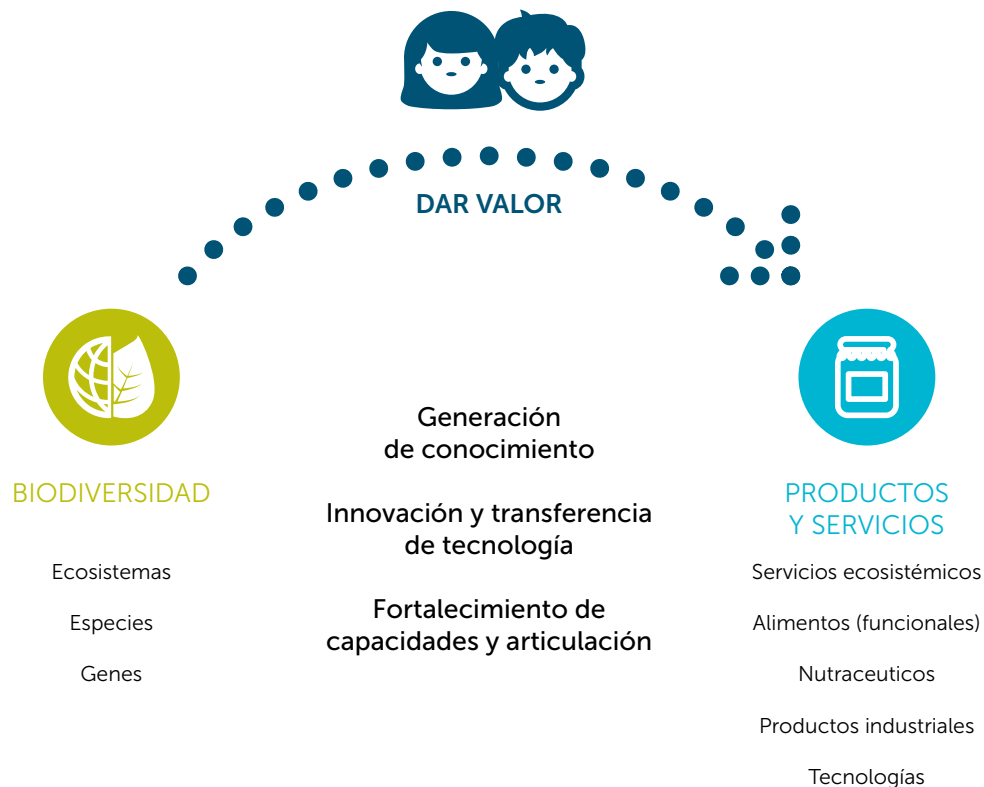 DAR VALOR
BIODIVERSIDAD
Ecosistemas
Especies
Genes
Generación
de conocimiento
Innovación y transferencia
de tecnología
Fortalecimiento de
capacidades y articulación
PRODUCTOS
Y SERVICIOS
Servicios ecosistémicos
Alimentos (funcionales)
Nutraceuticos
Productos industriales
Tecnologías